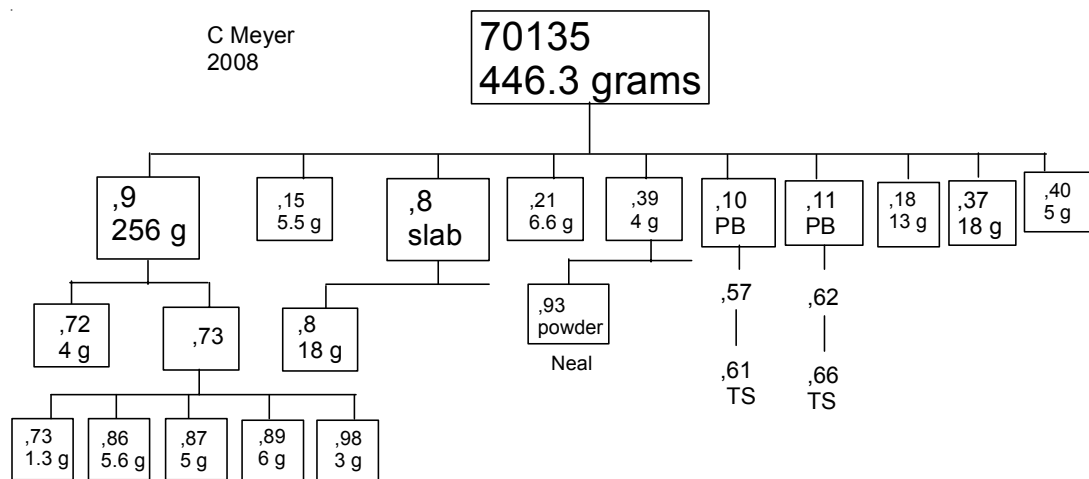 C Meyer
2008
70135
446.3 grams
,9
256 g
,15
5.5 g
,8
slab
,21
6.6 g
,39
4 g
,10
PB
,11
PB
,18
13 g
,37
18 g
,40
5 g
,72
4 g
,73
,8
18 g
,93
powder
Neal
,57
,62
,61
TS
,66
TS
,73
1.3 g
,86
5.6 g
,87
5 g
,89
6 g
,98
3 g